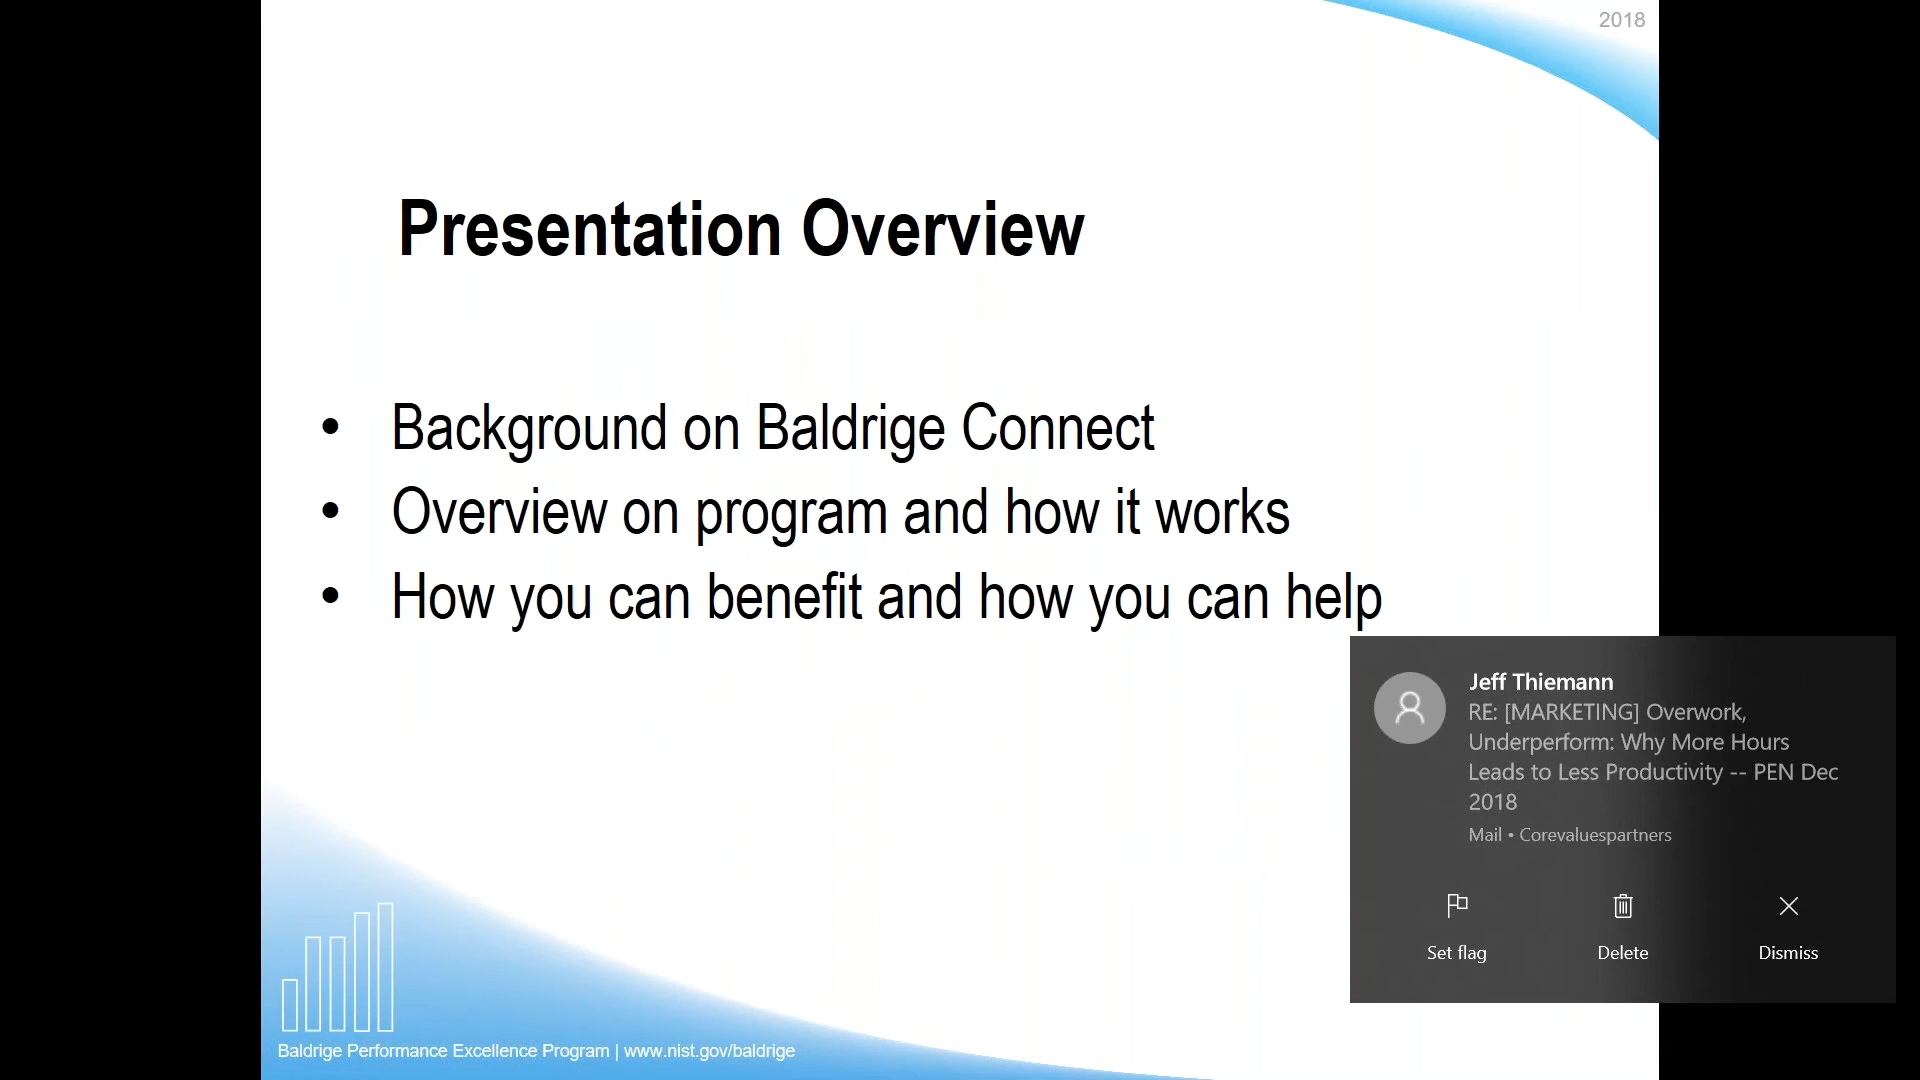 2018
Presentation Overview
• Background on Baldrige Connect
• Overview on program and how it works
• How you can benefit and how you can help
Jeff Thiemann
RE: [MARKETING] Overwork,
Underperform: Why More Hours
Leads to Less Productivity -- PEN Dec
2018
Mail • Corevaluespartners
Set flag
Delete
Dismiss
Baldrige Performance Excellence Program | www.nist.gov/baldrige